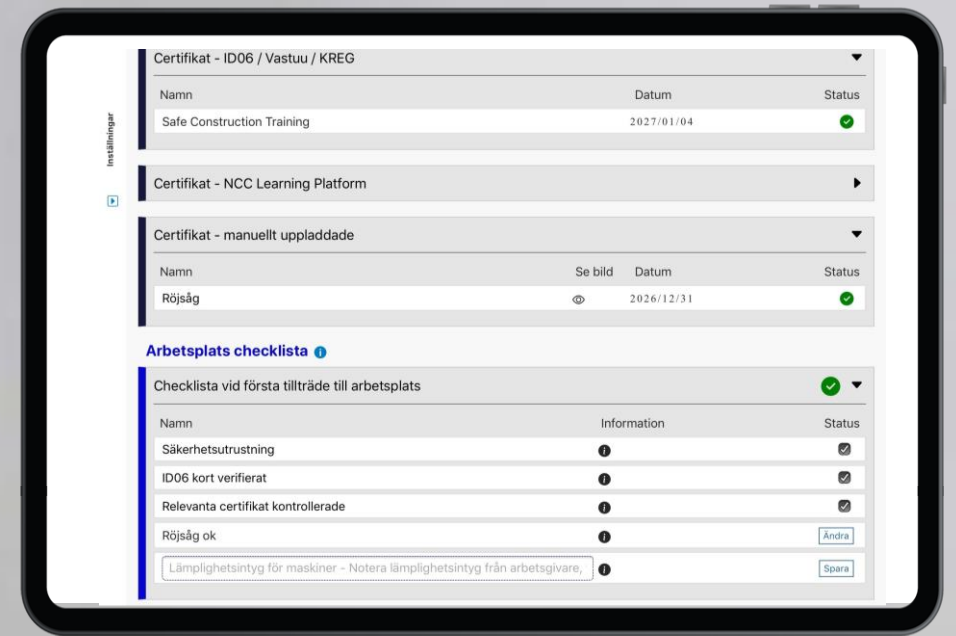 Certifikat - ID06 / Vastuu / KREG
Namn Datum Status
Safe Construction Training 2027/01/04
Inställningar
Certifikat - NCC Learning Platform
Certifikat - manuellt uppladdade
Namn Se bild Datum Status
Röjsåg 2026/12/31
Arbetsplats checklista
Checklista vid första tillträde till arbetsplats
Namn Information Status
Säkerhetsutrustning
ID06 kort verifierat
Relevanta certifikat kontrollerade
Röjsåg ok Ändra
Lämplighetsintyg för maskiner - Notera lämplighetsintyg från arbetsgivare, Spara